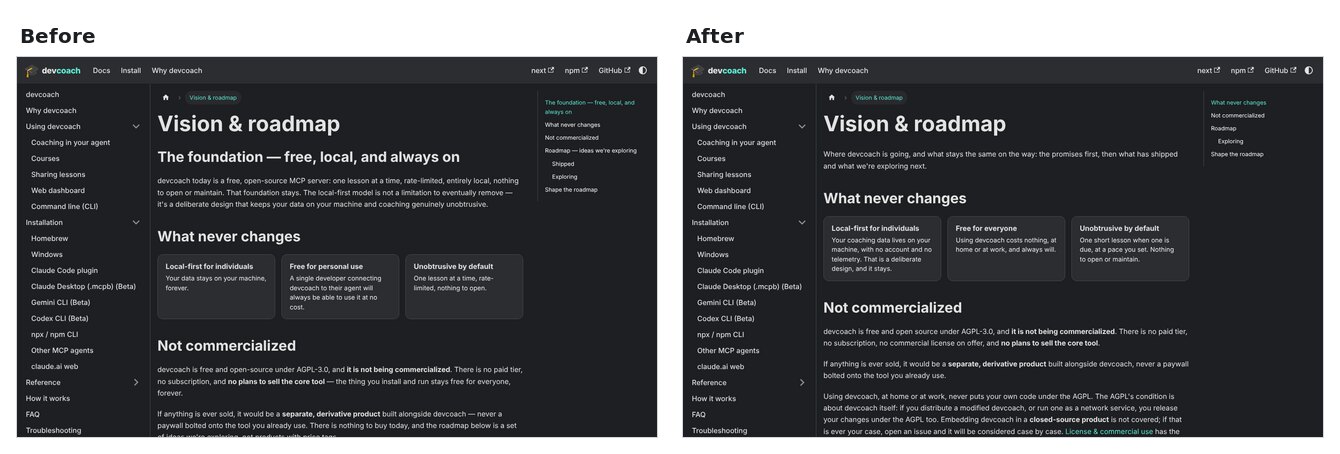 Before
devcoach Docs Install Why devcoach next npm GitHub
devcoach
Why devcoach
Using devcoach
Coaching in your agent
Courses
Sharing lessons
Web dashboard
Command line (CLI)
Installation
Homebrew
Windows
Claude Code plugin
Claude Desktop (.mcpb) (Beta)
Gemini CLI (Beta)
Codex CLI (Beta)
npx / npm CLI
Other MCP agents
claude.ai web
Reference
How it works
FAQ
Troubleshooting
Vision & roadmap
Vision & roadmap
The foundation — free, local, and always on
devcoach today is a free, open-source MCP server: one lesson at a time, rate-limited, entirely local, nothing
to open or maintain. That foundation stays. The local-first model is not a limitation to eventually remove —
it's a deliberate design that keeps your data on your machine and coaching genuinely unobtrusive.
What never changes
Local-first for individuals
Your data stays on your machine,
forever.
Free for personal use
A single developer connecting
devcoach to their agent will
always be able to use it at no
cost.
Unobtrusive by default
One lesson at a time, rate-
limited, nothing to open.
Not commercialized
devcoach is free and open-source under AGPL-3.0, and it is not being commercialized. There is no paid tier,
no subscription, and no plans to sell the core tool — the thing you install and run stays free for everyone,
forever.
If anything is ever sold, it would be a separate, derivative product built alongside devcoach — never a
paywall bolted onto the tool you already use. There is nothing to buy today, and the roadmap below is a set
of ideas we're exploring, not products with price tags.
The foundation — free, local, and
always on
What never changes
Not commercialized
Roadmap — ideas we're exploring
Shipped
Exploring
Shape the roadmap
After
devcoach Docs Install Why devcoach next npm GitHub
devcoach
Why devcoach
Using devcoach
Coaching in your agent
Courses
Sharing lessons
Web dashboard
Command line (CLI)
Installation
Homebrew
Windows
Claude Code plugin
Claude Desktop (.mcpb) (Beta)
Gemini CLI (Beta)
Codex CLI (Beta)
npx / npm CLI
Other MCP agents
claude.ai web
Reference
How it works
FAQ
Troubleshooting
Vision & roadmap
Vision & roadmap
Where devcoach is going, and what stays the same on the way: the promises first, then what has shipped
and what we're exploring next.
What never changes
Local-first for individuals
Your coaching data lives on your
machine, with no account and no
telemetry. That is a deliberate
design, and it stays.
Free for everyone
Using devcoach costs nothing, at
home or at work, and always will.
Unobtrusive by default
One short lesson when one is
due, at a pace you set. Nothing
to open or maintain.
Not commercialized
devcoach is free and open source under AGPL-3.0, and it is not being commercialized. There is no paid tier,
no subscription, no commercial license on offer, and no plans to sell the core tool.
If anything is ever sold, it would be a separate, derivative product built alongside devcoach, never a paywall
bolted onto the tool you already use.
Using devcoach, at home or at work, never puts your own code under the AGPL. The AGPL's condition is
about devcoach itself: if you distribute a modified devcoach, or run one as a network service, you release
your changes under the AGPL too. Embedding devcoach in a closed-source product is not covered; if that
is ever your case, open an issue and it will be considered case by case. License & commercial use has the
What never changes
Not commercialized
Roadmap
Exploring
Shape the roadmap